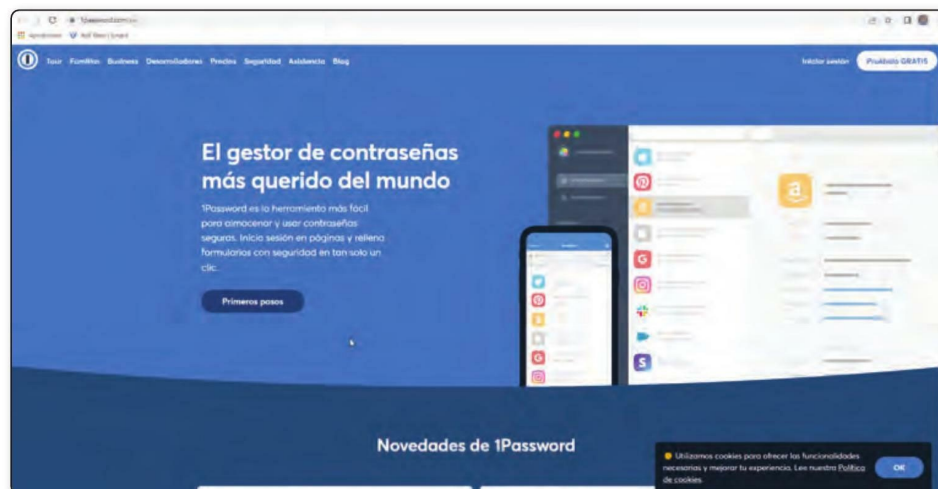 1password.com/es
Tour Familias Business Desarrolladores Precios Seguridad Asistencia Blog
Iniciar sesión
Pruébalo GRATIS
El gestor de contraseñas
más querido del mundo
1Password es la herramienta más fácil
para almacenar y usar contraseñas
seguras. Inicia sesión en páginas y rellena
formularios con seguridad en tan solo un
clic.
Primeros pasos
Novedades de 1Password
Utilizamos cookies para ofrecer las funcionalidades
necesarias y mejorar tu experiencia. Lee nuestra Política
de cookies
OK